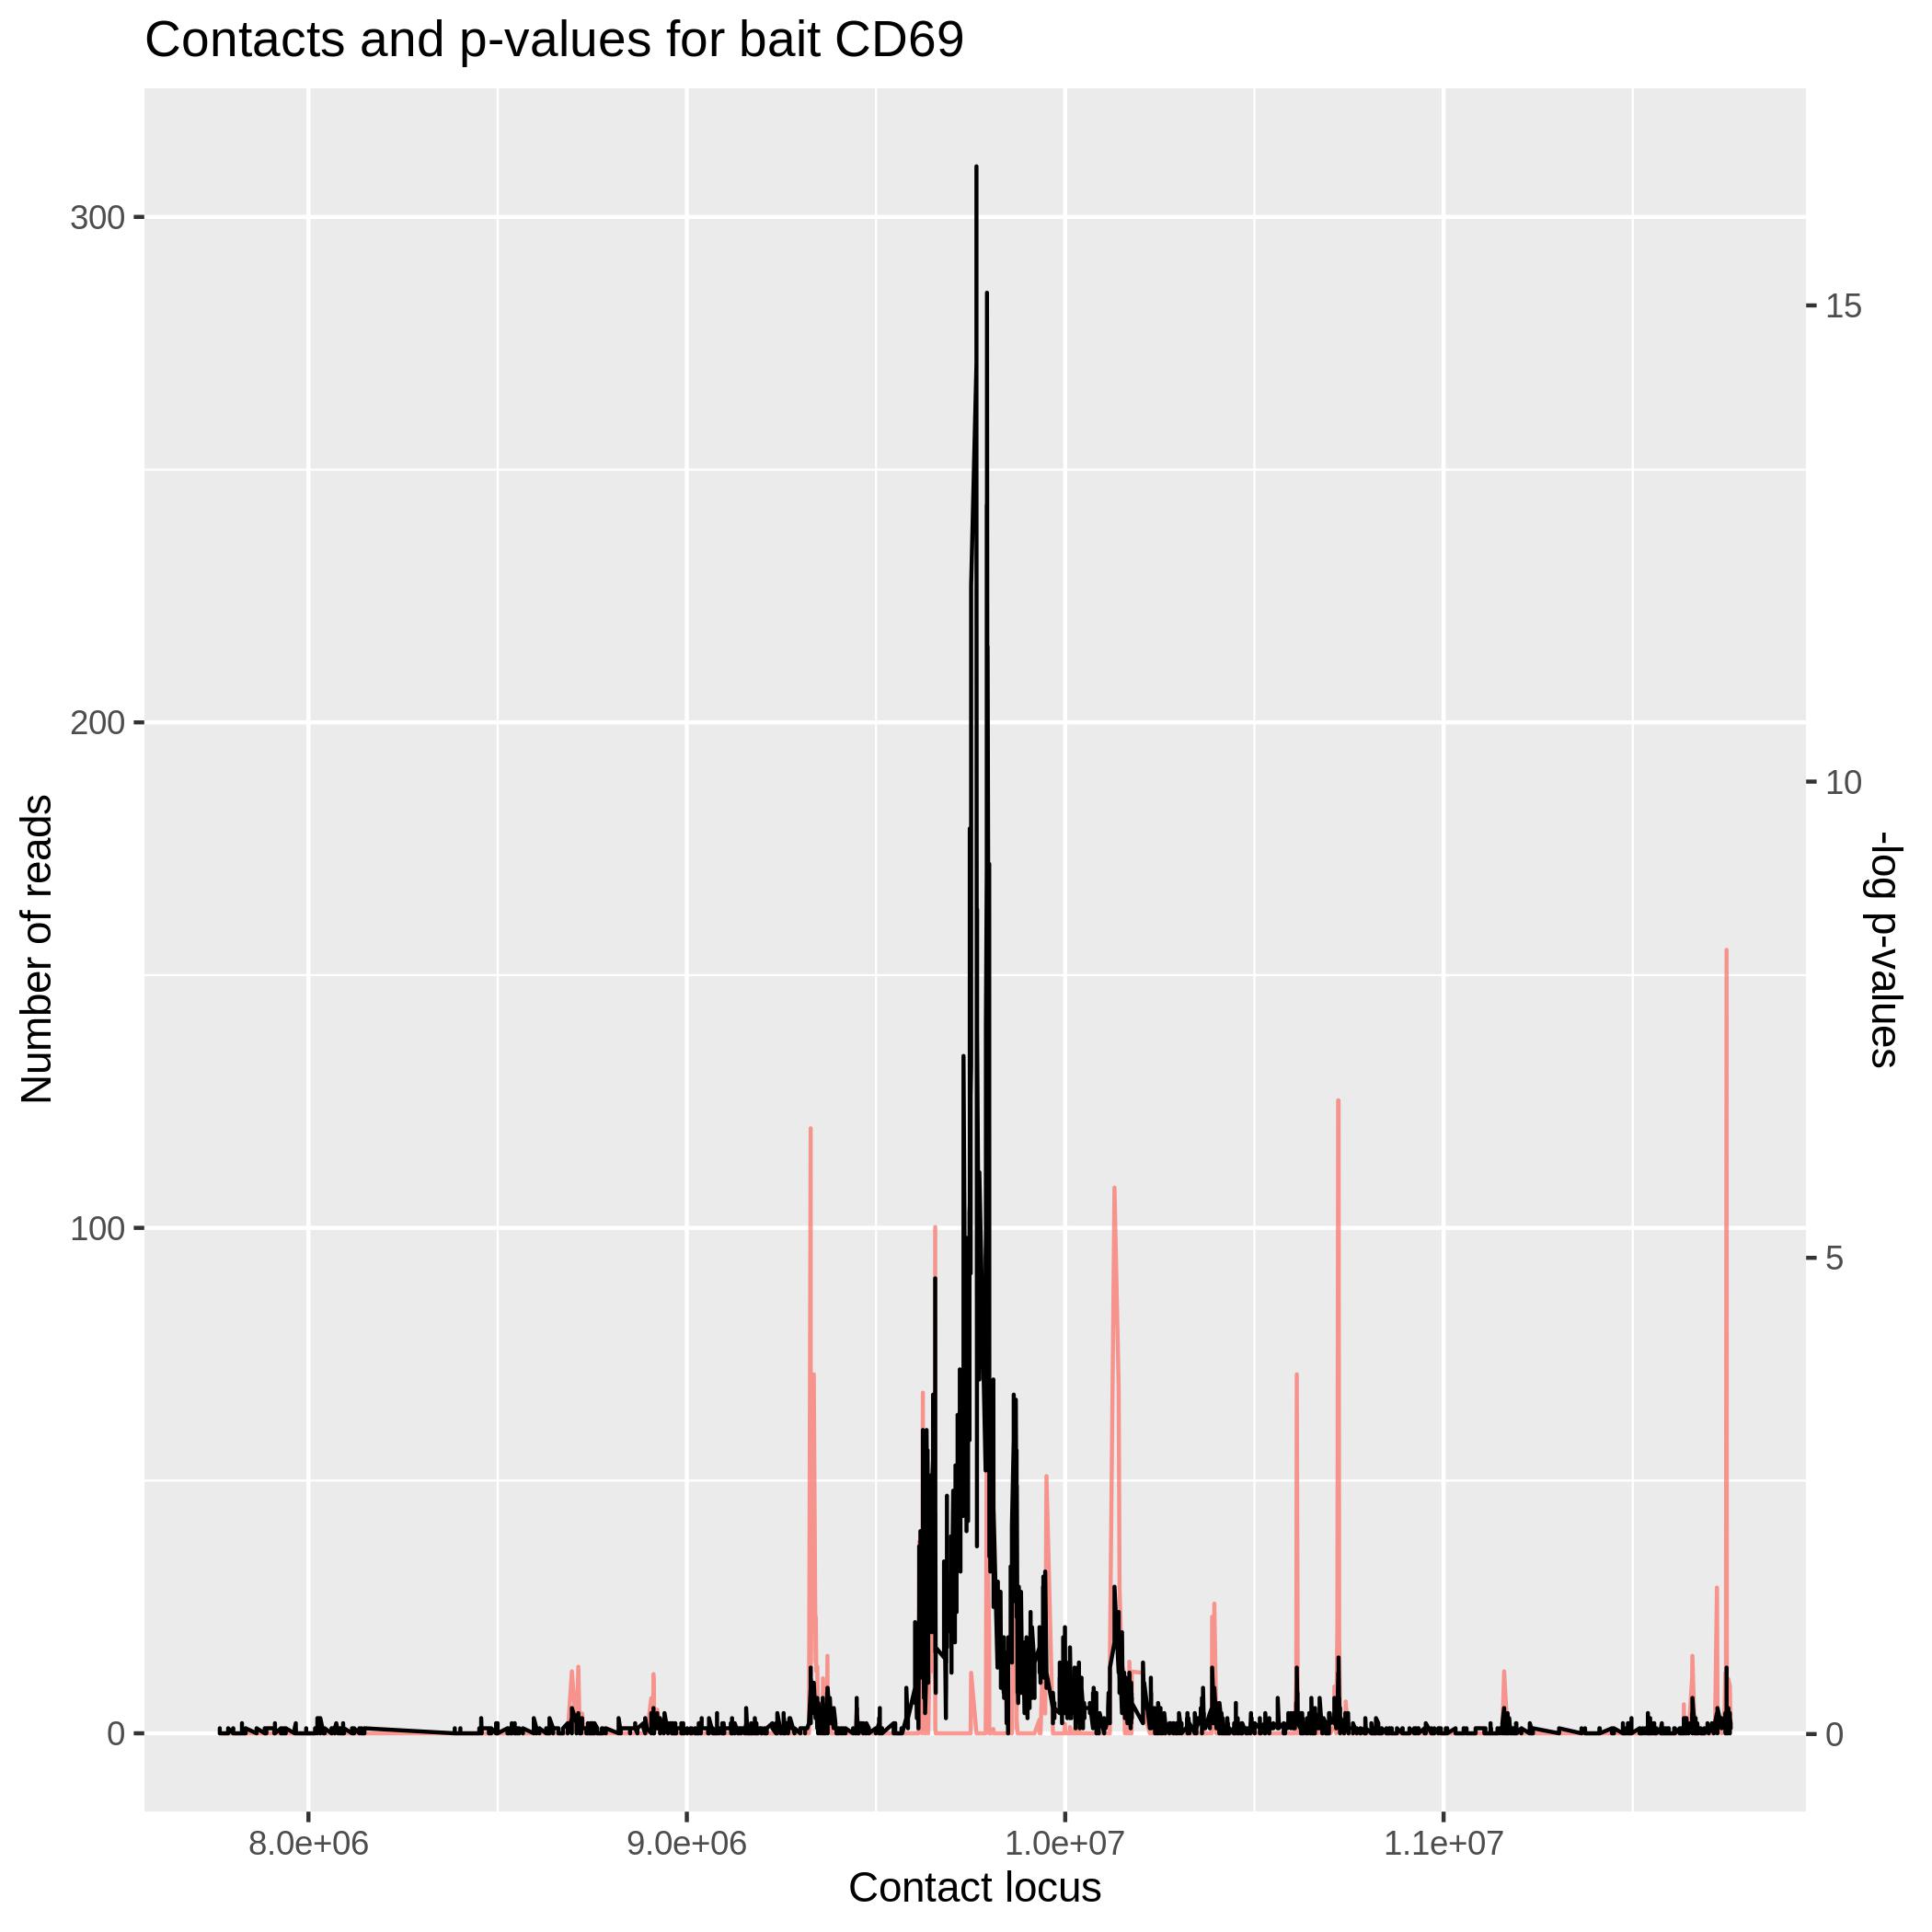 Contacts and p-values for bait CD69
300
200
100
0
Number of reads
15
10
5
0
-log p-values
8.0e+06
9.0e+06
1.0e+07
1.1e+07
Contact locus